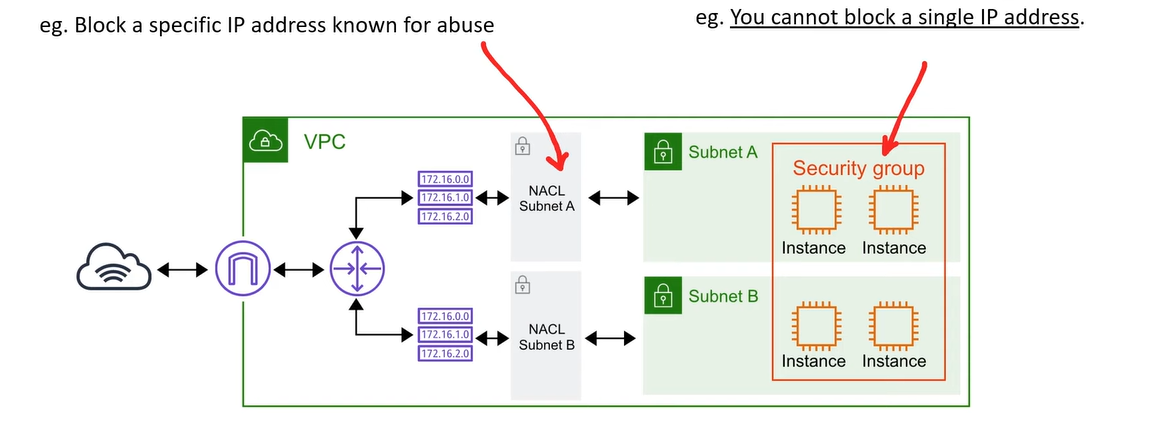 eg. Block a specific IP address known for abuse
eg. You cannot block a single IP address.
VPC
172.16.0.0
172.16.1.0
172.16.2.0
NACL
Subnet A
Subnet A
Security group
Instance Instance
172.16.0.0
172.16.1.0
172.16.2.0
NACL
Subnet B
Subnet B
Instance Instance